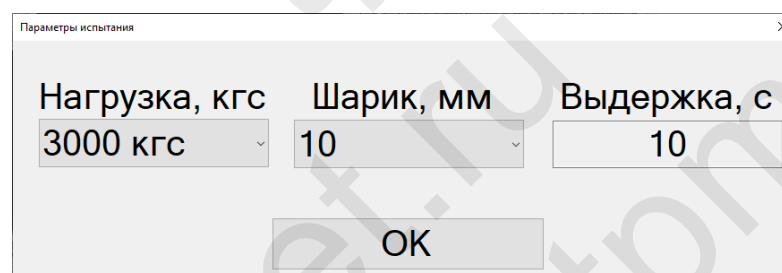 Параметры испытания
Нагрузка, кгс Шарик, мм Выдержка, с
3000 кгс 10 10
OK